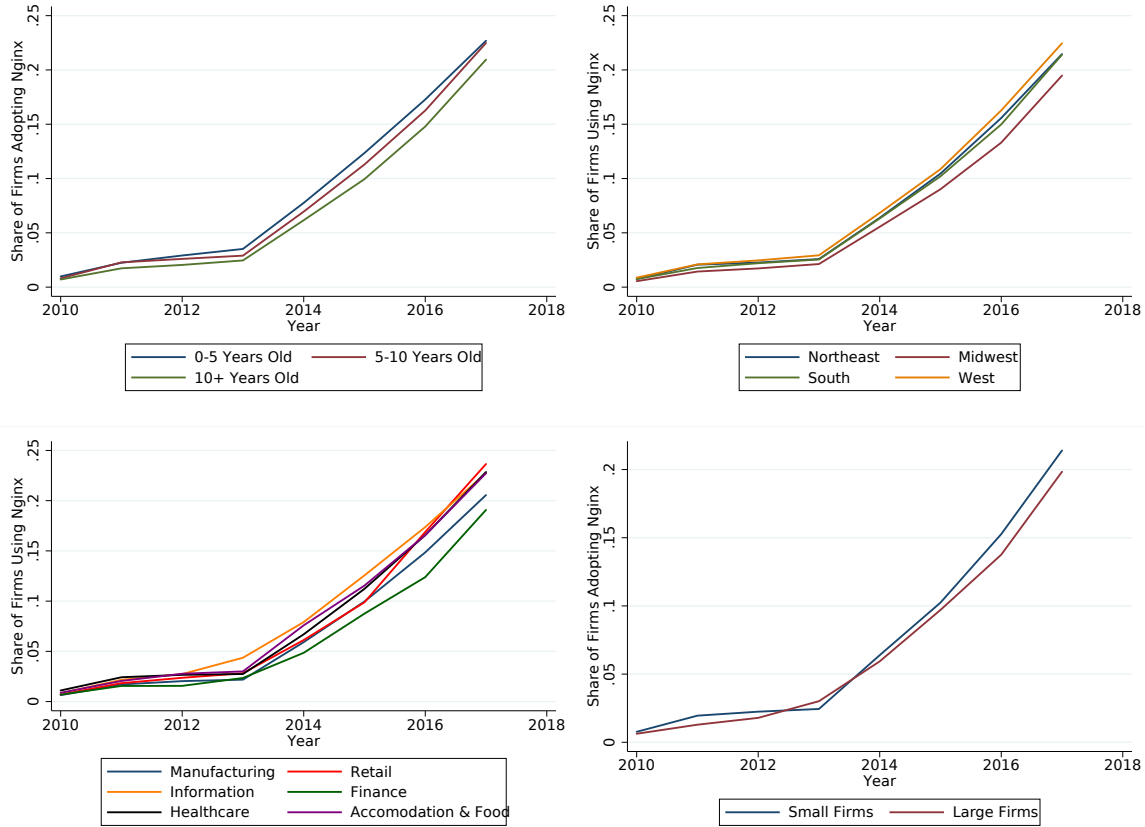 Share of Firms Adopting Nginx
.25
.2
.15
.1
.05
0
2010 2012 2014 2016 2018
Year
0-5 Years Old 5-10 Years Old
10+ Years Old
Share of Firms Using Nginx
.25
.2
.15
.1
.05
0
2010 2012 2014 2016 2018
Year
Northeast Midwest
South West
Share of Firms Using Nginx
.25
.2
.15
.1
.05
0
2010 2012 2014 2016 2018
Year
Manufacturing Retail
Information Finance
Healthcare Accomodation & Food
Share of Firms Adopting Nginx
.2
.15
.1
.05
0
2010 2012 2014 2016 2018
Year
Small Firms Large Firms